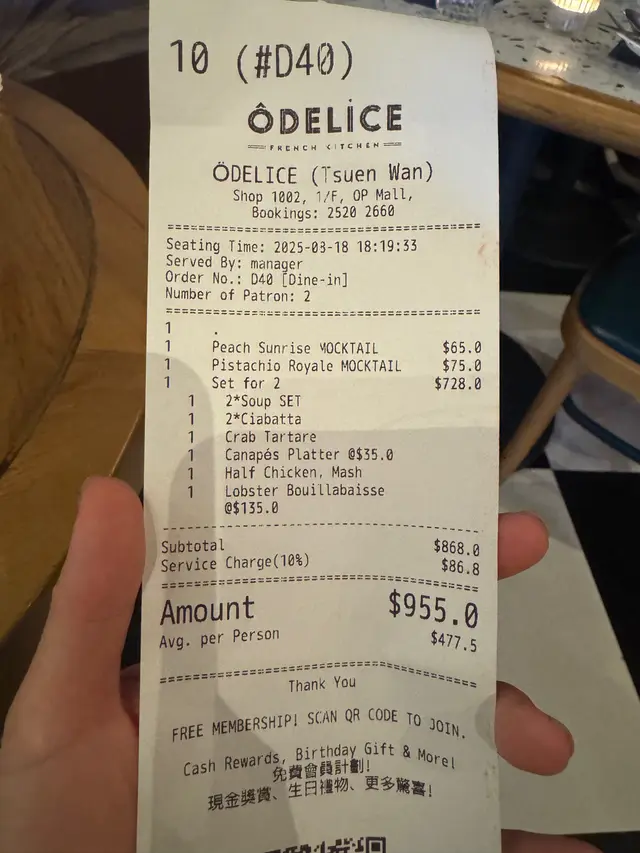 10 (#D40)
ÔDELİCE
FRENCH KITCHEN
ÖDELICE (Tsuen Wan)
Shop 1002, 1/F, OP Mall,
Bookings: 2520 2660
Seating Time: 2025-03-18 18:19:33
Served By: manager
Order No.: D40 [Dine-in]
Number of Patron: 2
1 .
1 Peach Sunrise MOCKTAIL $65.0
1 Pistachio Royale MOCKTAIL $75.0
1 Set for 2 $728.0
1 2*Soup SET
1 2*Ciabatta
1 Crab Tartare
1 Canapés Platter @$35.0
1 Half Chicken, Mash
1 Lobster Bouillabaisse
@$135.0
Subtotal $868.0
Service Charge(10%) $86.8
Amount $955.0
Avg. per Person $477.5
Thank You
FREE MEMBERSHIP! SCAN QR CODE TO JOIN.
Cash Rewards, Birthday Gift & More!
免費會員計劃!
現金獎賞、生日禮物、更多驚喜!